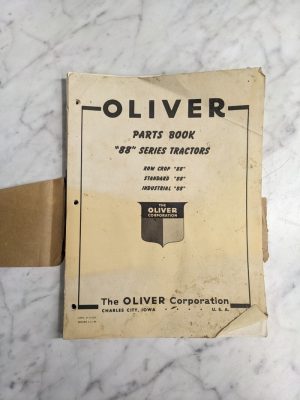 OLIVER
PARTS BOOK
"88" SERIES TRACTORS
ROW CROP "88"
STANDARD "88"
INDUSTRIAL "88"
THE
OLIVER
CORPORATION
The OLIVER Corporation
CHARLES CITY, IOWA . . . . . U. S. A.